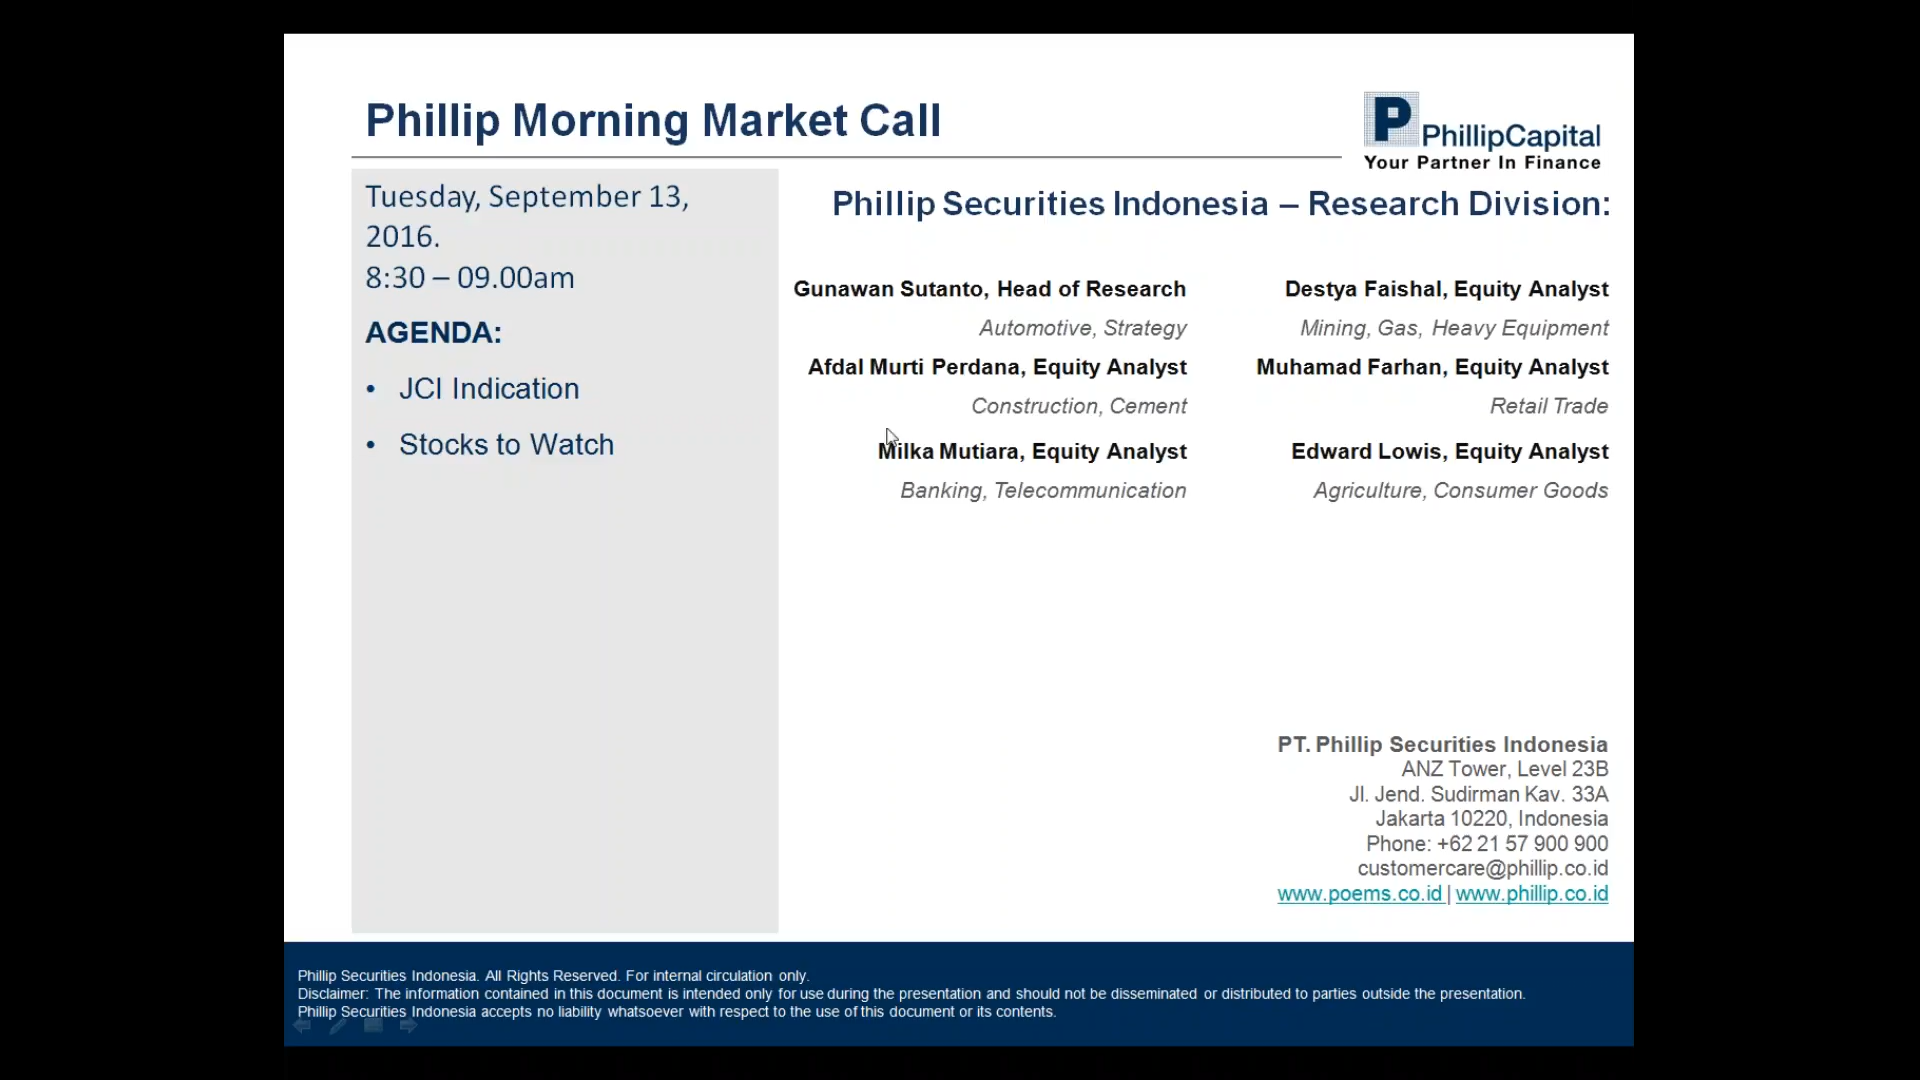 Phillip Morning Market Call
P PhillipCapital
Your Partner In Finance
Tuesday, September 13,
2016.
8:30 – 09.00am
AGENDA:
• JCI Indication
• Stocks to Watch
Phillip Securities Indonesia – Research Division:
Gunawan Sutanto, Head of Research
Automotive, Strategy
Afdal Murti Perdana, Equity Analyst
Construction, Cement
Milka Mutiara, Equity Analyst
Banking, Telecommunication
Destya Faishal, Equity Analyst
Mining, Gas, Heavy Equipment
Muhamad Farhan, Equity Analyst
Retail Trade
Edward Lowis, Equity Analyst
Agriculture, Consumer Goods
PT. Phillip Securities Indonesia
ANZ Tower, Level 23B
Jl. Jend. Sudirman Kav. 33A
Jakarta 10220, Indonesia
Phone: +62 21 57 900 900
customercare@phillip.co.id
www.poems.co.id | www.phillip.co.id
Phillip Securities Indonesia. All Rights Reserved. For internal circulation only.
Disclaimer: The information contained in this document is intended only for use during the presentation and should not be disseminated or distributed to parties outside the presentation.
Phillip Securities Indonesia accepts no liability whatsoever with respect to the use of this document or its contents.